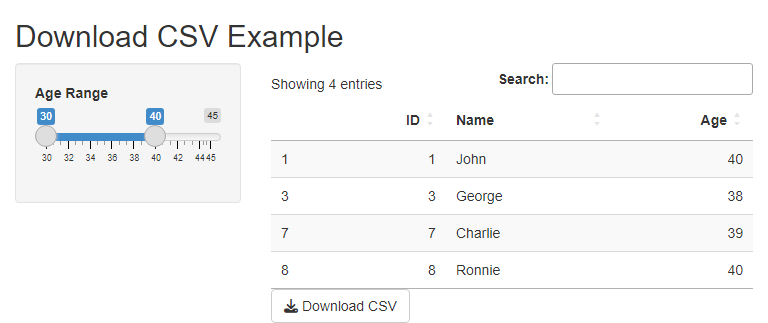 Download CSV Example
Age Range
30 40 45
30 32 34 36 38 40 42 44 45
Showing 4 entries
Search:
ID Name Age
1 1 John 40
3 3 George 38
7 7 Charlie 39
8 8 Ronnie 40
Download CSV